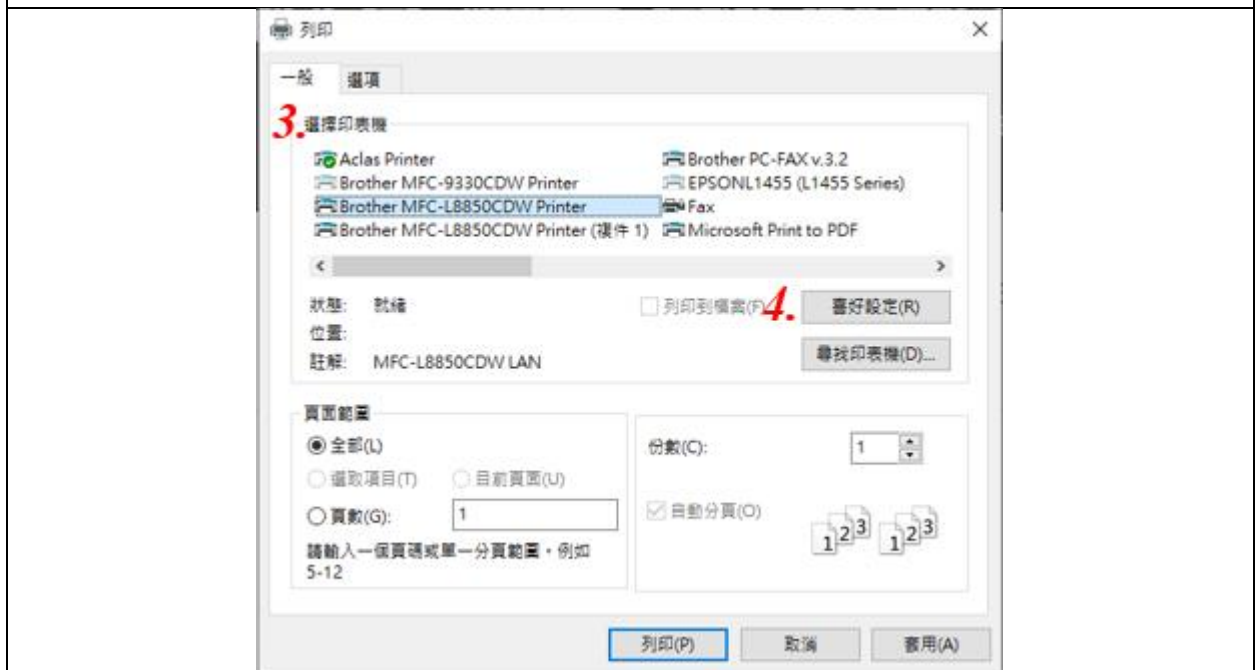 列印
一般 選項
3. 選擇印表機
Aclas Printer Brother PC-FAX v.3.2
Brother MFC-9330CDW Printer EPSONL1455 (L1455 Series)
Brother MFC-L8850CDW Printer Fax
Brother MFC-L8850CDW Printer (複件 1) Microsoft Print to PDF
狀態: 就緒 列印到檔案(F) 4. 喜好設定(R)
位置:
註解: MFC-L8850CDW LAN 尋找印表機(D)...
頁面範圍
全部(L) 份數(C): 1
選取項目(T) 目前頁面(U)
頁數(G): 1 自動分頁(O)
1 2 3 1 2 3
請輸入一個頁碼或單一分頁範圍。例如
5-12
列印(P) 取消 套用(A)